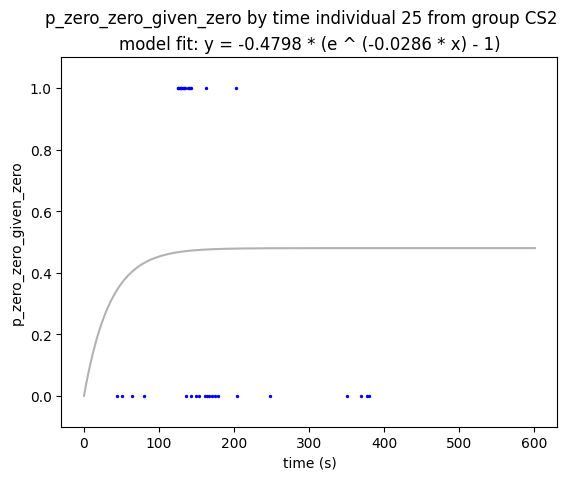 p_zero_zero_given_zero by time individual 25 from group CS2
model fit: y = -0.4798 * (e ^ (-0.0286 * x) - 1)
1.0
0.8
0.6
0.4
0.2
0.0
p_zero_zero_given_zero
0 100 200 300 400 500 600
time (s)